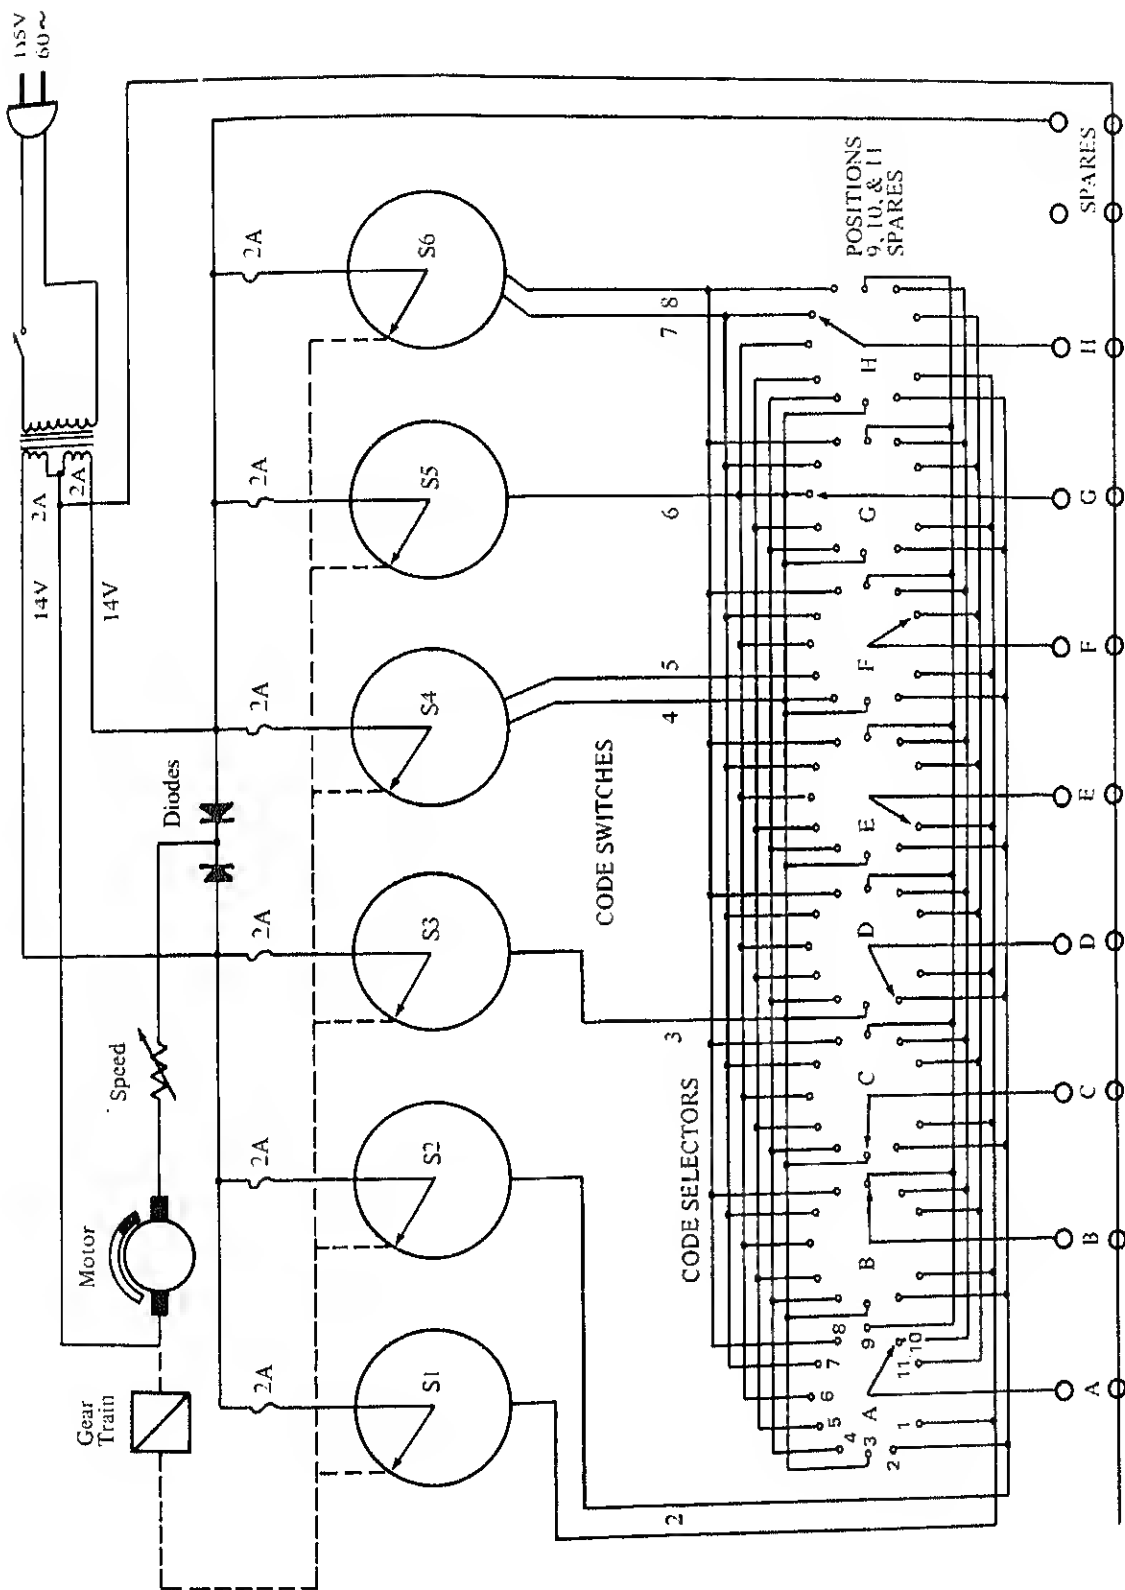 115V
60~
14V
2A
2A
14V
Gear
Train
Motor
Speed
Diodes
2A
2A
2A
2A
2A
2A
S1
S2
S3
S4
S5
S6
CODE SWITCHES
2
3
4
5
6
7
8
CODE SELECTORS
POSITIONS
9, 10, & 11
SPARES
1
2
3
4
5
6
7
8
9
10
11
A
B
C
D
E
F
G
H
A
B
C
D
E
F
G
H
SPARES